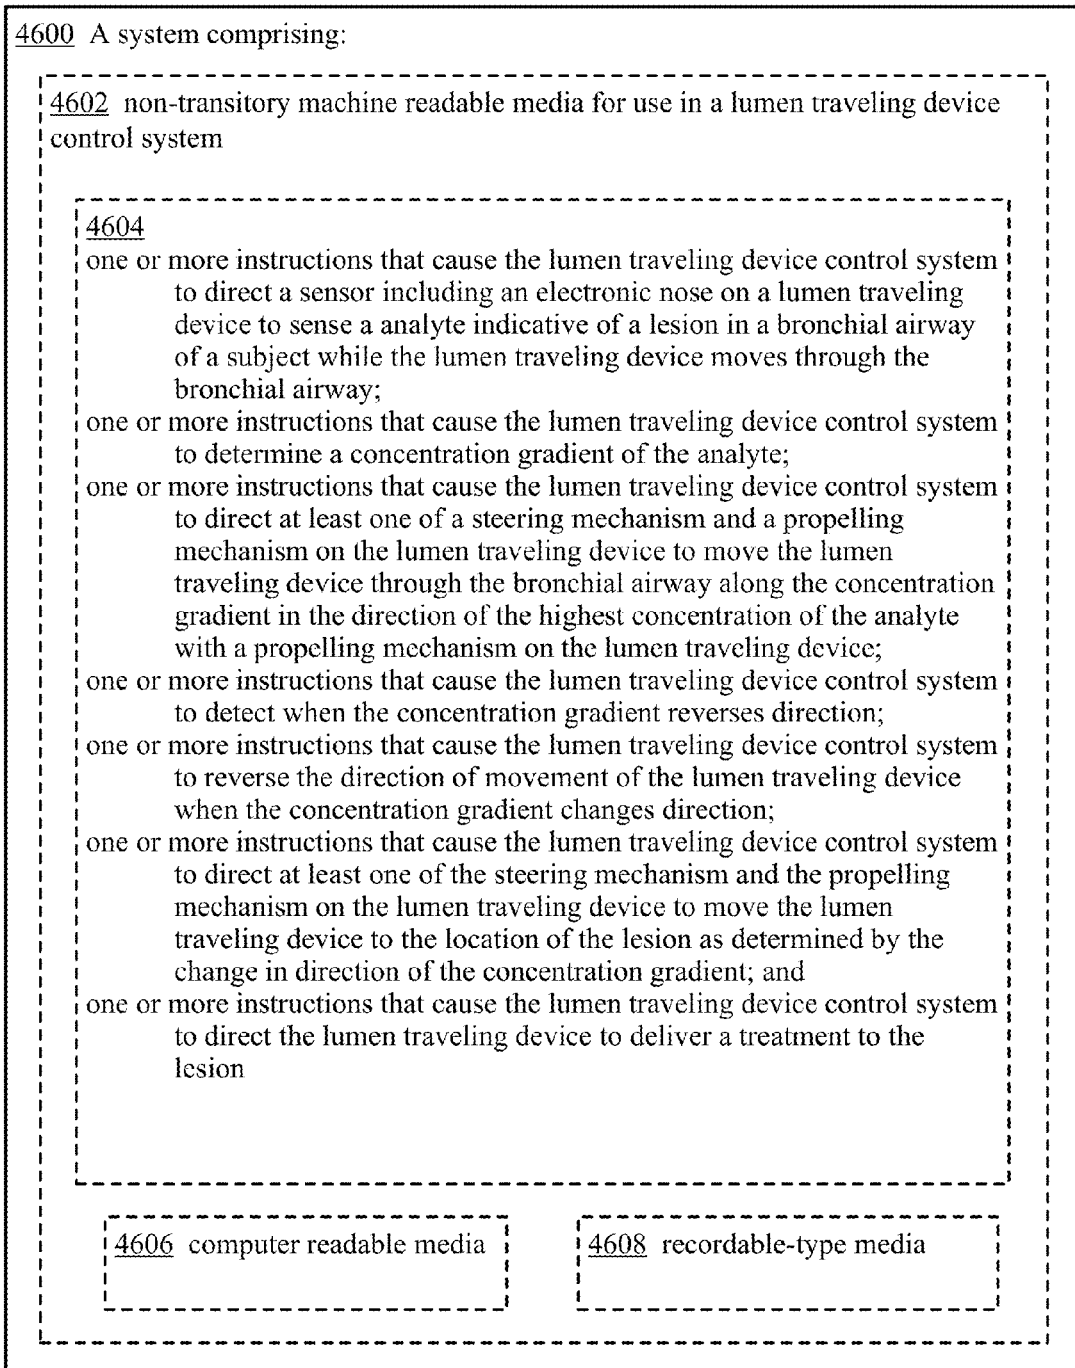 4600 A system comprising:
4602 non-transitory machine readable media for use in a lumen traveling device
control system
4604
one or more instructions that cause the lumen traveling device control system
to direct a sensor including an electronic nose on a lumen traveling
device to sense a analyte indicative of a lesion in a bronchial airway
of a subject while the lumen traveling device moves through the
bronchial airway;
one or more instructions that cause the lumen traveling device control system
to determine a concentration gradient of the analyte;
one or more instructions that cause the lumen traveling device control system
to direct at least one of a steering mechanism and a propelling
mechanism on the lumen traveling device to move the lumen
traveling device through the bronchial airway along the concentration
gradient in the direction of the highest concentration of the analyte
with a propelling mechanism on the lumen traveling device;
one or more instructions that cause the lumen traveling device control system
to detect when the concentration gradient reverses direction;
one or more instructions that cause the lumen traveling device control system
to reverse the direction of movement of the lumen traveling device
when the concentration gradient changes direction;
one or more instructions that cause the lumen traveling device control system
to direct at least one of the steering mechanism and the propelling
mechanism on the lumen traveling device to move the lumen
traveling device to the location of the lesion as determined by the
change in direction of the concentration gradient; and
one or more instructions that cause the lumen traveling device control system
to direct the lumen traveling device to deliver a treatment to the
lesion
4606 computer readable media
4608 recordable-type media